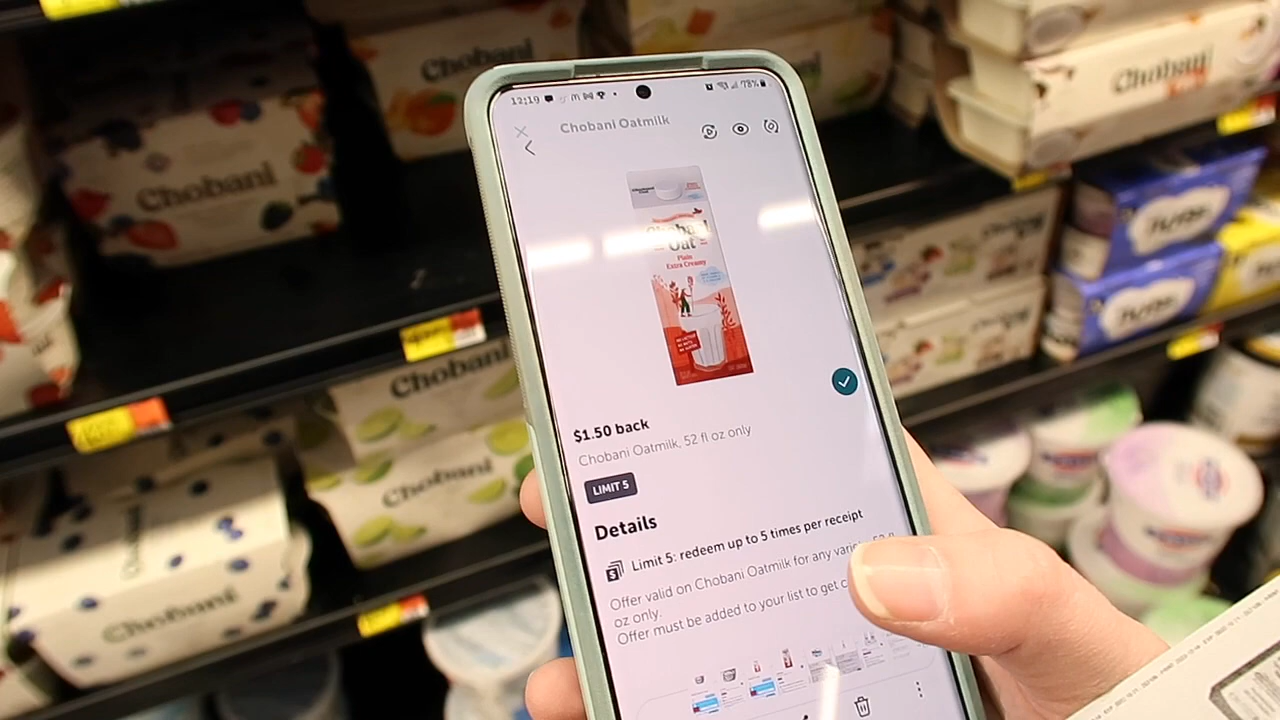 Chobani
Chobani
Chobani
Chobani
Chobani
Chobani
Chobani
12:19
Chobani Oatmilk
Oat
Plain
Extra Creamy
$1.50 back
Chobani Oatmilk, 52 fl oz only
LIMIT 5
Details
Limit 5: redeem up to 5 times per receipt
Offer valid on Chobani Oatmilk for any
oz only.
Offer must be added to your list to get